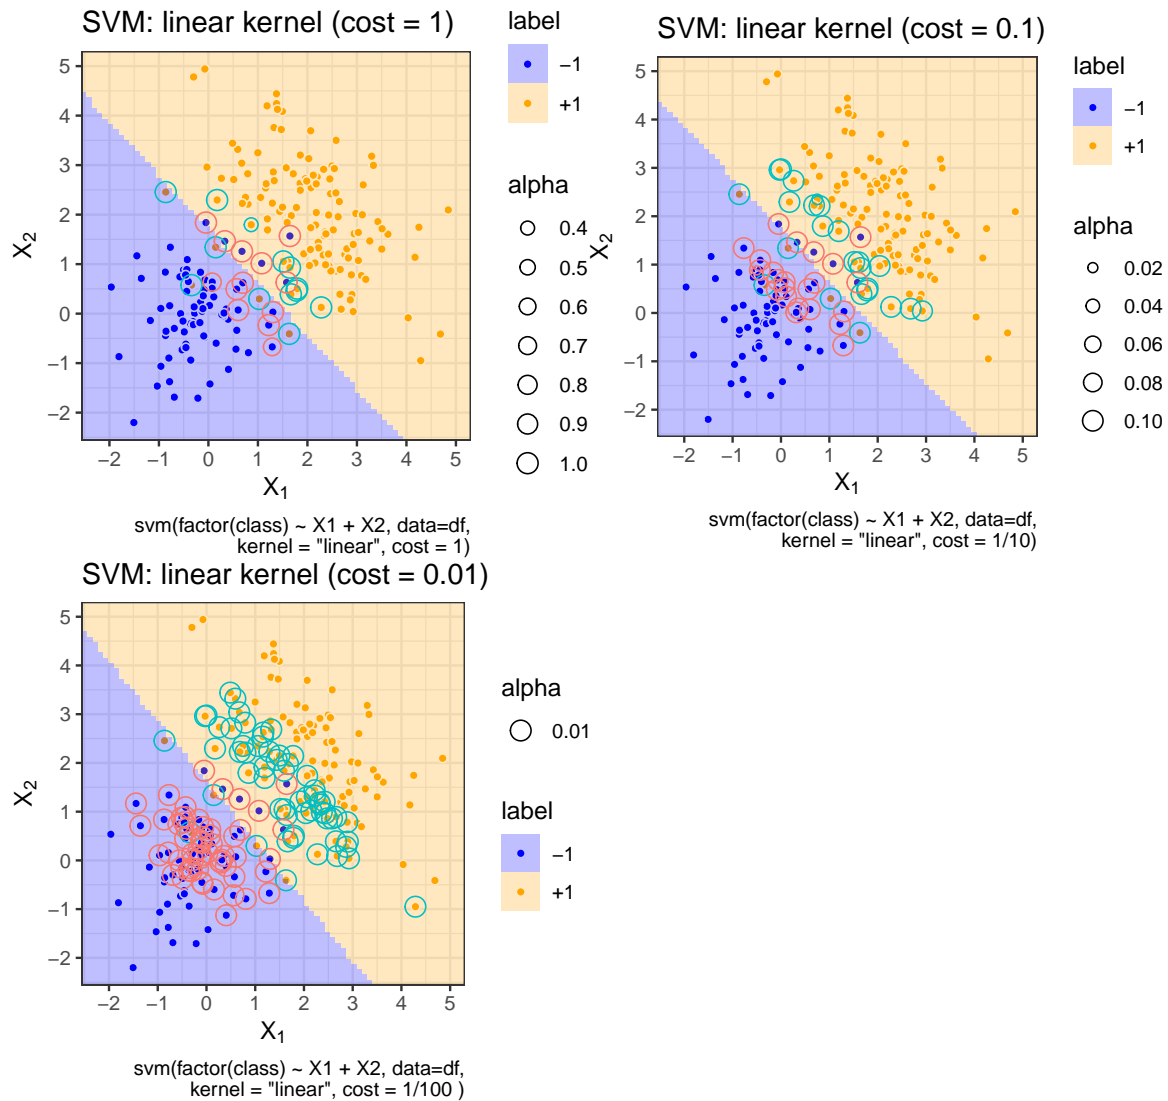 SVM: linear kernel (cost = 1)
label
−1
+1
alpha
0.4
0.5
0.6
0.7
0.8
0.9
1.0
5
4
3
2
1
0
−1
−2
X2
−2 −1 0 1 2 3 4 5
X1
svm(factor(class) ~ X1 + X2, data=df,
kernel = "linear", cost = 1)
SVM: linear kernel (cost = 0.1)
label
−1
+1
alpha
0.02
0.04
0.06
0.08
0.10
5
4
3
2
1
0
−1
−2
X2
−2 −1 0 1 2 3 4 5
X1
svm(factor(class) ~ X1 + X2, data=df,
kernel = "linear", cost = 1/10)
SVM: linear kernel (cost = 0.01)
alpha
0.01
label
−1
+1
5
4
3
2
1
0
−1
−2
X2
−2 −1 0 1 2 3 4 5
X1
svm(factor(class) ~ X1 + X2, data=df,
kernel = "linear", cost = 1/100 )